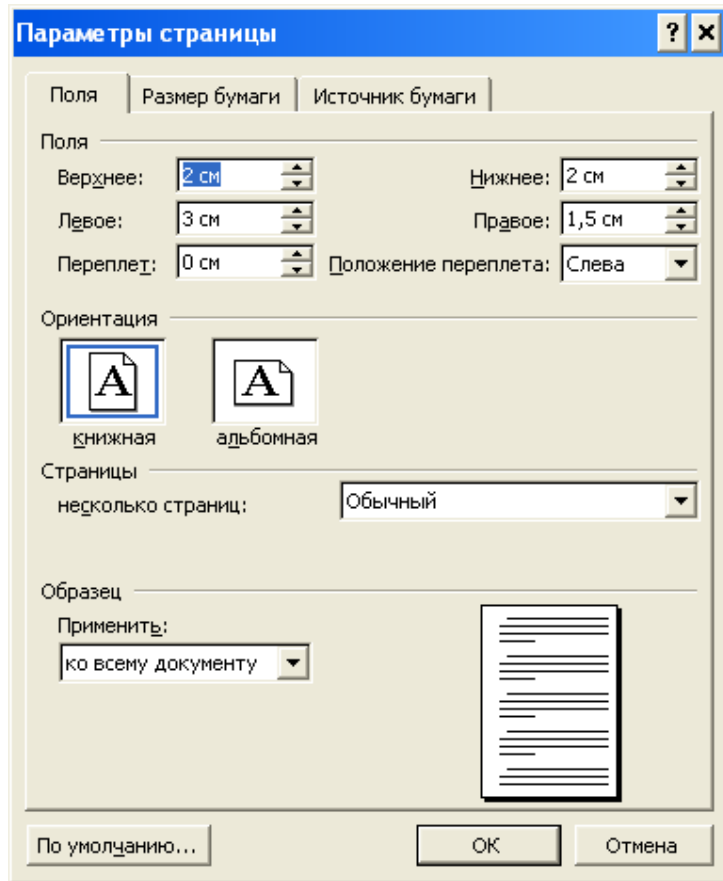 Параметры страницы
Поля Размер бумаги Источник бумаги
Поля
Верхнее: 2 см Нижнее: 2 см
Левое: 3 см Правое: 1,5 см
Переплет: 0 см Положение переплета: Слева
Ориентация
A A
книжная альбомная
Страницы
несколько страниц: Обычный
Образец
Применить:
ко всему документу
По умолчанию... ОК Отмена